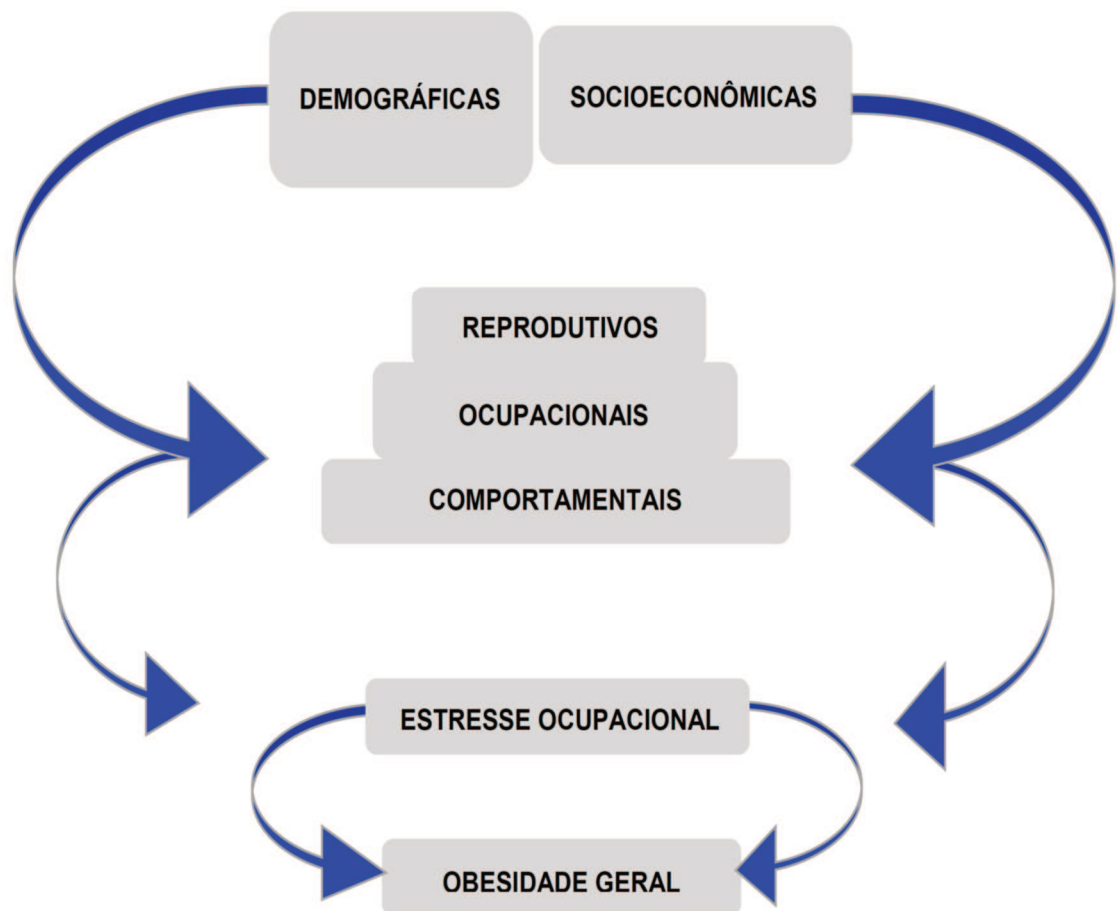 DEMOGRÁFICAS
SOCIOECONÔMICAS
REPRODUTIVOS
OCUPACIONAIS
COMPORTAMENTAIS
ESTRESSE OCUPACIONAL
OBESIDADE GERAL